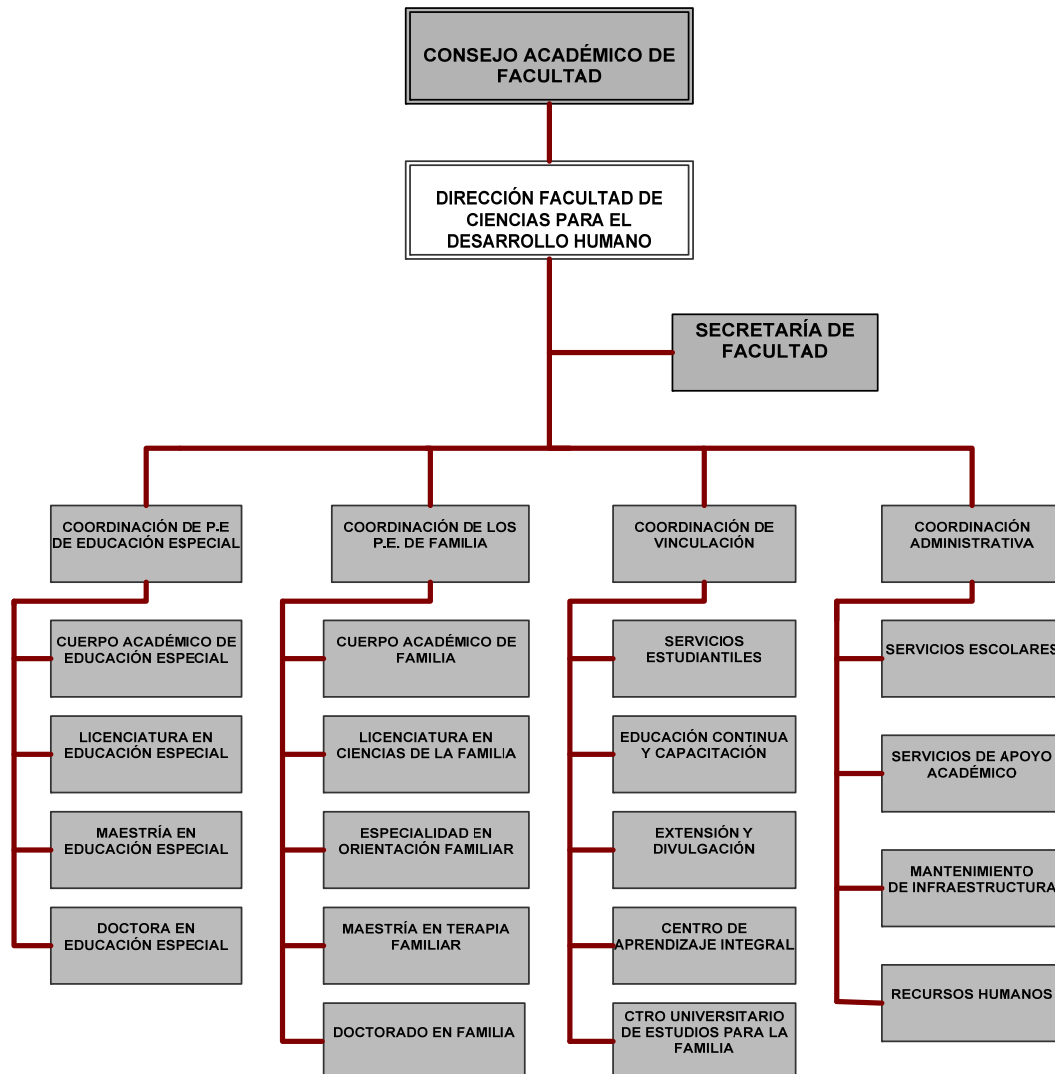 CONSEJO ACADÉMICO DE
FACULTAD
DIRECCIÓN FACULTAD DE
CIENCIAS PARA EL
DESARROLLO HUMANO
SECRETARÍA DE
FACULTAD
COORDINACIÓN DE P.E
DE EDUCACIÓN ESPECIAL
CUERPO ACADÉMICO DE
EDUCACIÓN ESPECIAL
LICENCIATURA EN
EDUCACIÓN ESPECIAL
MAESTRÍA EN
EDUCACIÓN ESPECIAL
DOCTORA EN
EDUCACIÓN ESPECIAL
COORDINACIÓN DE LOS
P.E. DE FAMILIA
CUERPO ACADÉMICO DE
FAMILIA
LICENCIATURA EN
CIENCIAS DE LA FAMILIA
ESPECIALIDAD EN
ORIENTACIÓN FAMILIAR
MAESTRÍA EN TERAPIA
FAMILIAR
DOCTORADO EN FAMILIA
COORDINACIÓN DE
VINCULACIÓN
SERVICIOS
ESTUDIANTILES
EDUCACIÓN CONTINUA
Y CAPACITACIÓN
EXTENSIÓN Y
DIVULGACIÓN
CENTRO DE
APRENDIZAJE INTEGRAL
CTRO UNIVERSITARIO
DE ESTUDIOS PARA LA
FAMILIA
COORDINACIÓN
ADMINISTRATIVA
SERVICIOS ESCOLARES
SERVICIOS DE APOYO
ACADÉMICO
MANTENIMIENTO
DE INFRAESTRUCTURA
RECURSOS HUMANOS